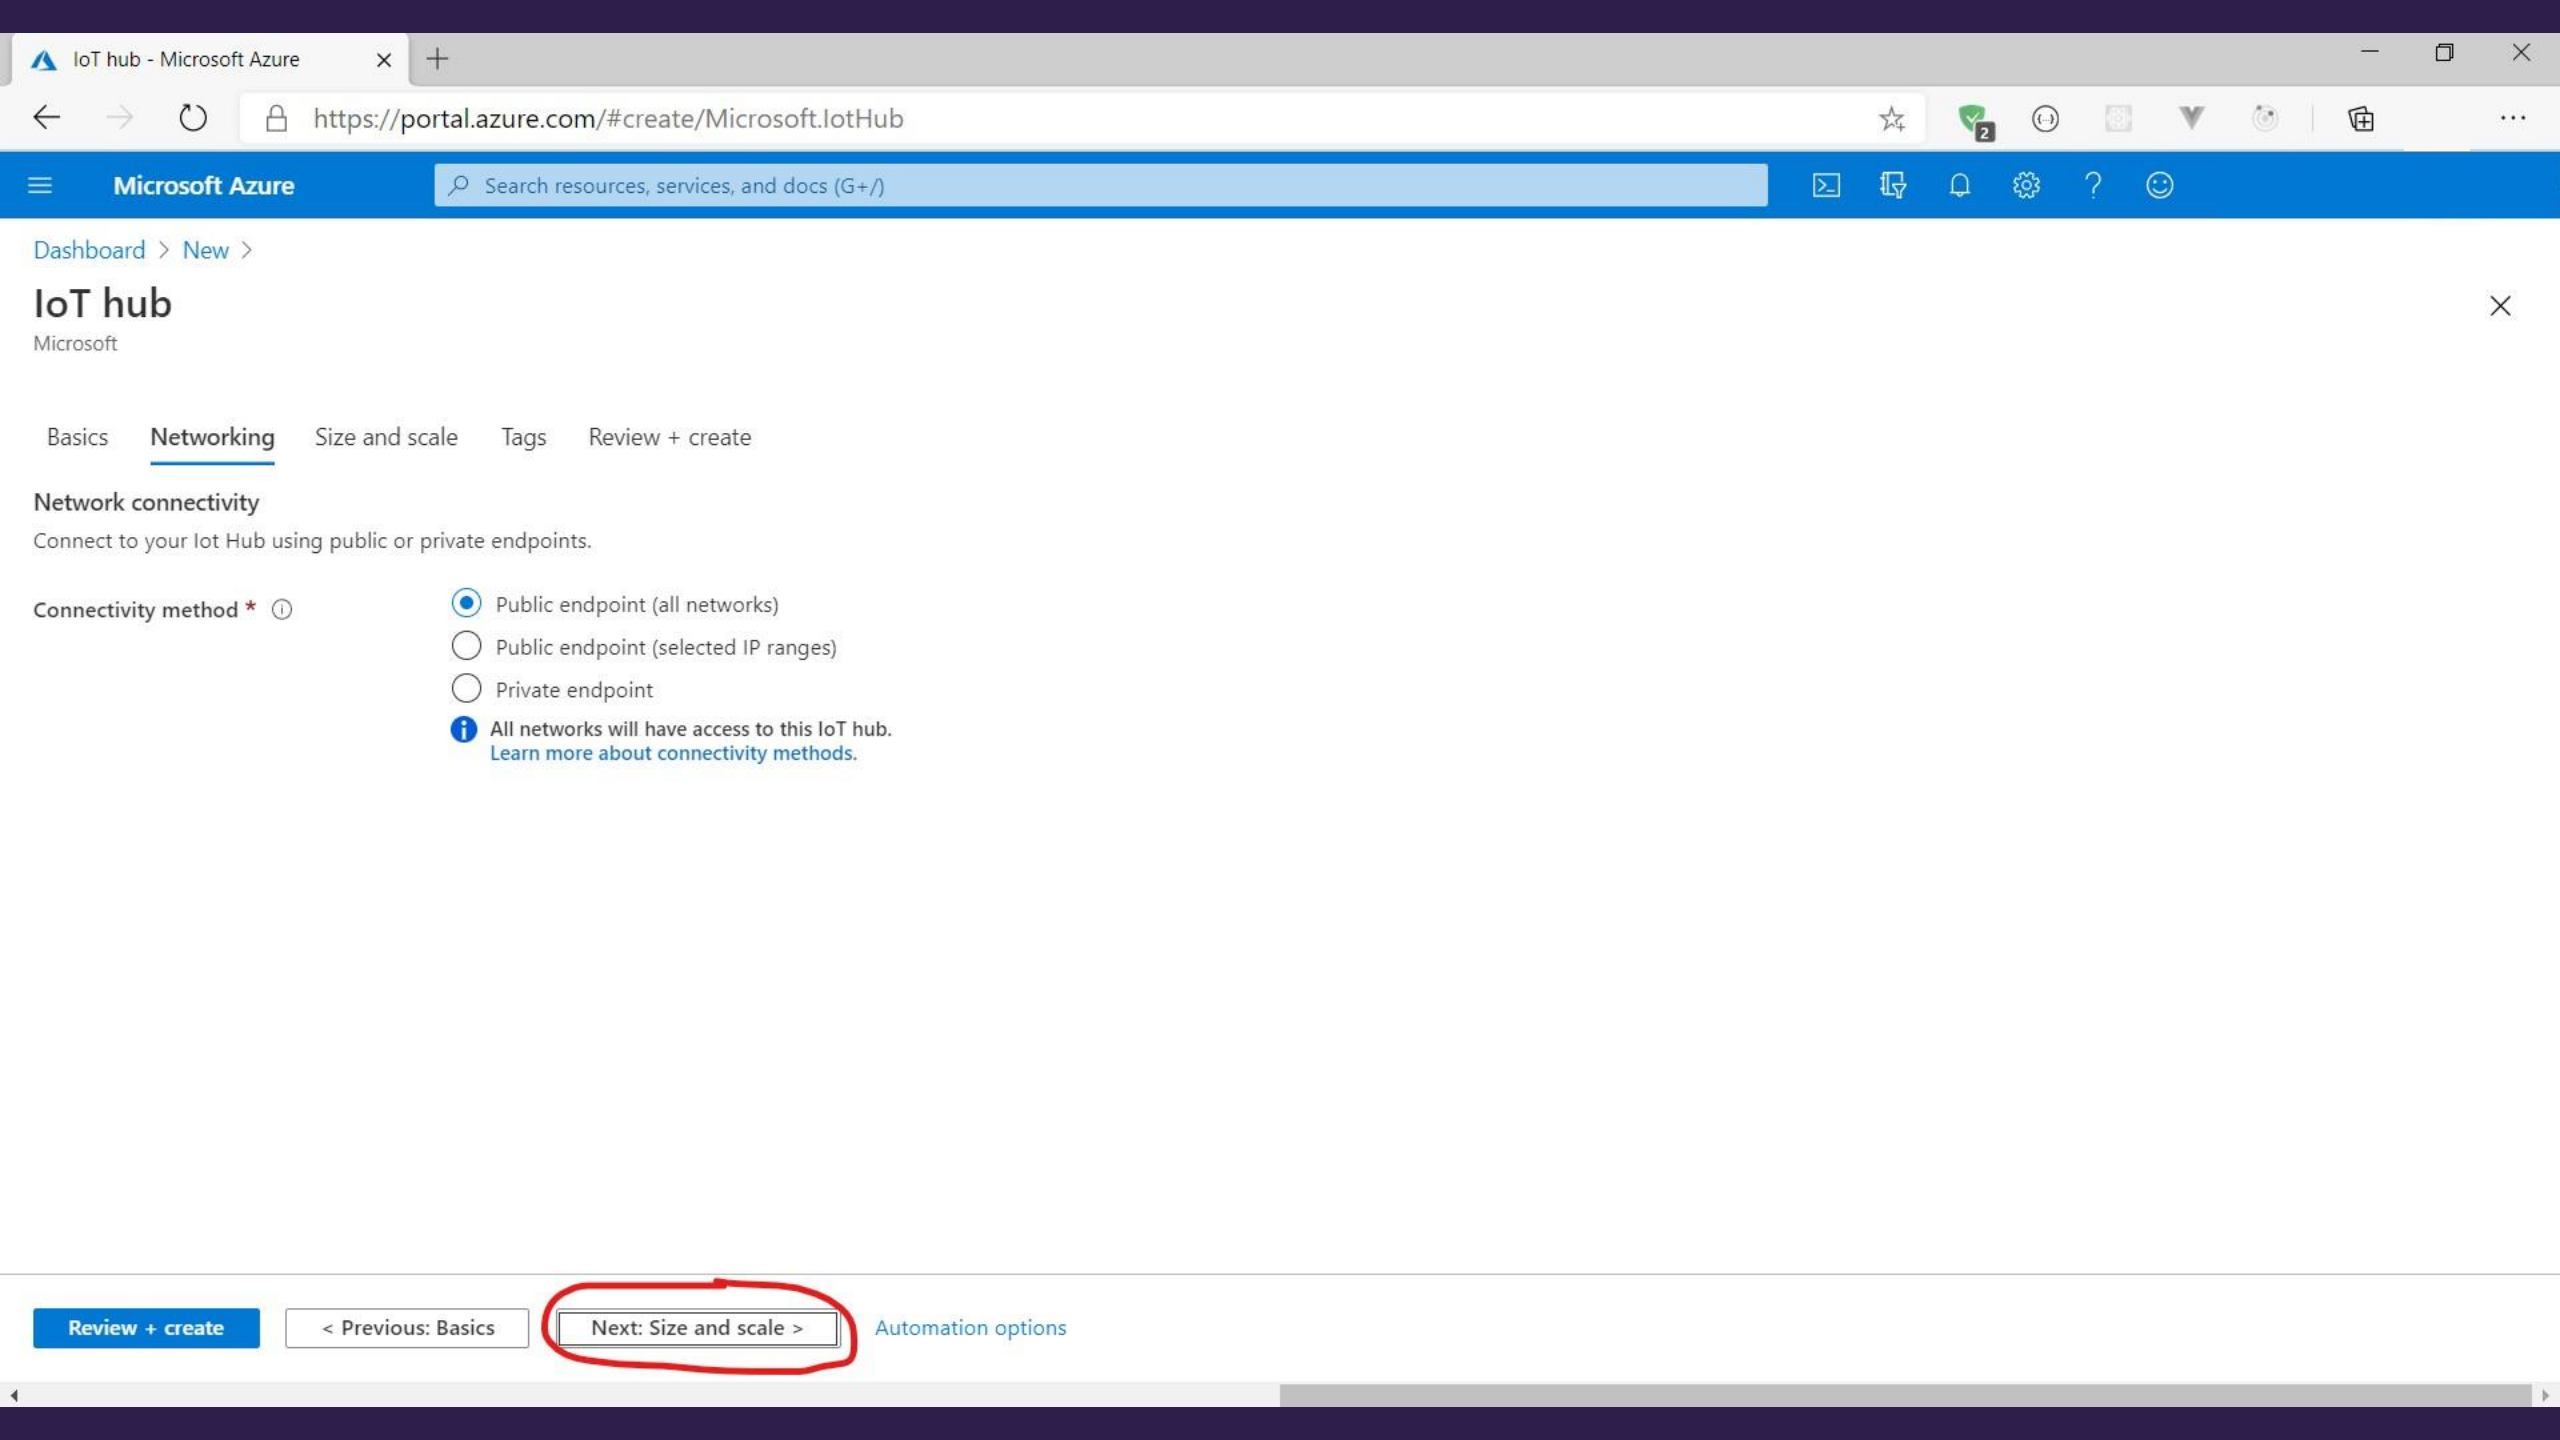 IoT hub - Microsoft Azure
https://portal.azure.com/#create/Microsoft.IotHub
2
Microsoft Azure
Search resources, services, and docs (G+/)
Dashboard > New >
IoT hub
Microsoft
Basics Networking Size and scale Tags Review + create
Network connectivity
Connect to your Iot Hub using public or private endpoints.
Connectivity method *
Public endpoint (all networks)
Public endpoint (selected IP ranges)
Private endpoint
All networks will have access to this IoT hub.
Learn more about connectivity methods.
Review + create < Previous: Basics Next: Size and scale > Automation options